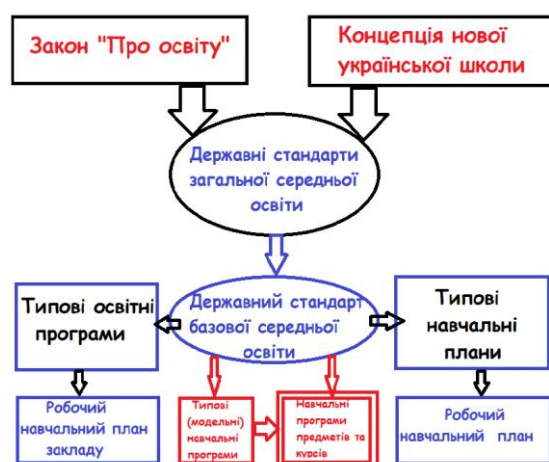 Закон "Про освіту"
Концепція нової
української школи
Державні стандарти
загальної середньої
освіти
Типові освітні
програми
Державний стандарт
базової середньої
освіти
Типові
навчальні
плани
Робочий
навчальний план
закладу
Типові
(модельні)
навчальні
програми
Навчальні
програми
предметів та
курсів
Робочий
навчальний план